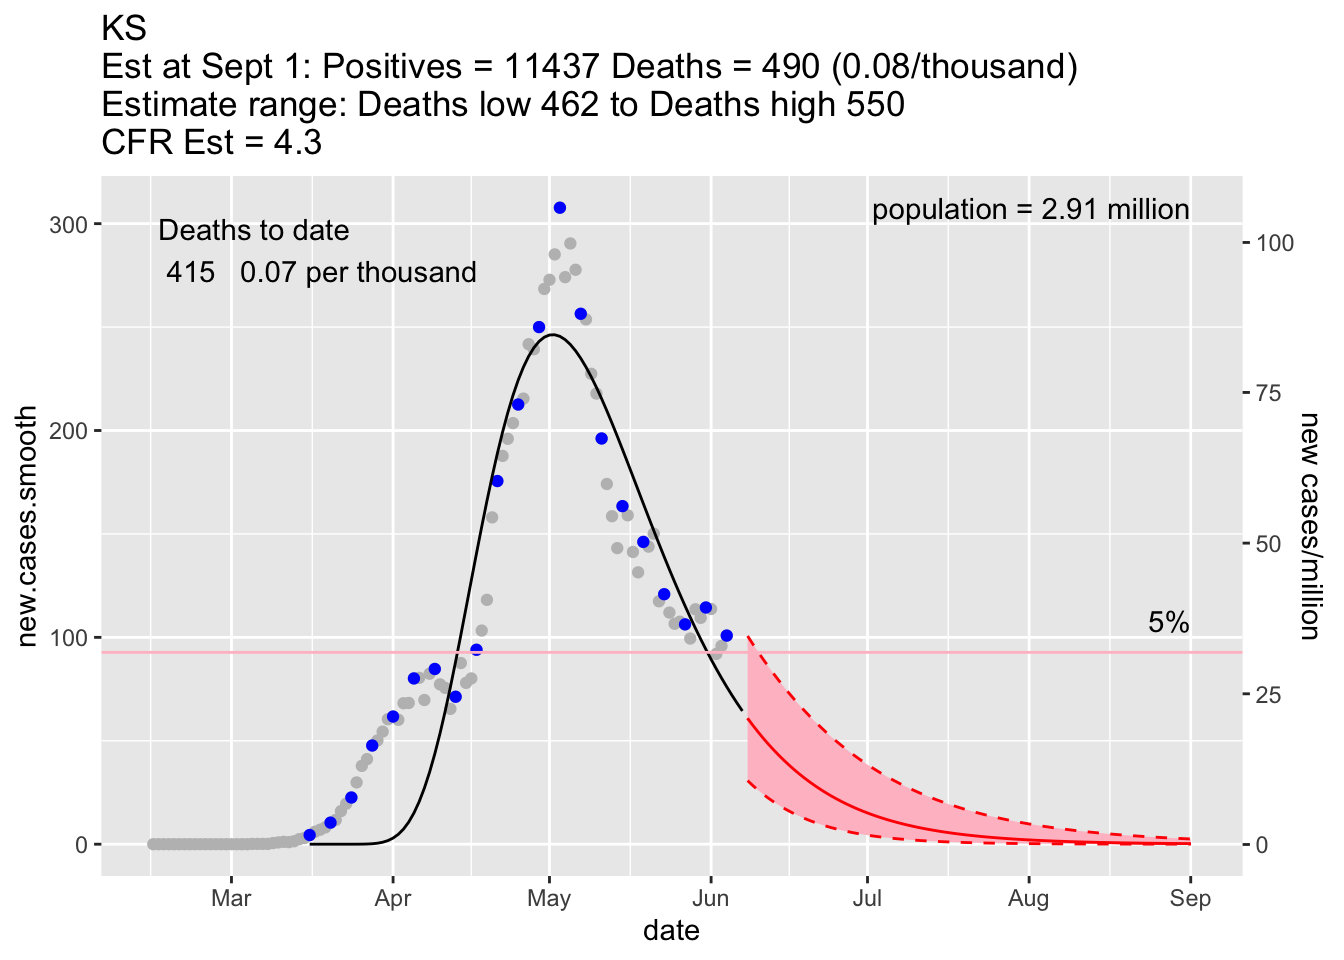 KS
Est at Sept 1: Positives = 11437 Deaths = 490 (0.08/thousand)
Estimate range: Deaths low 462 to Deaths high 550
CFR Est = 4.3
Deaths to date
415 0.07 per thousand
population = 2.91 million
5%
new.cases.smooth
300
200
100
0
new cases/million
100
75
50
25
0
Mar Apr May Jun Jul Aug Sep
date